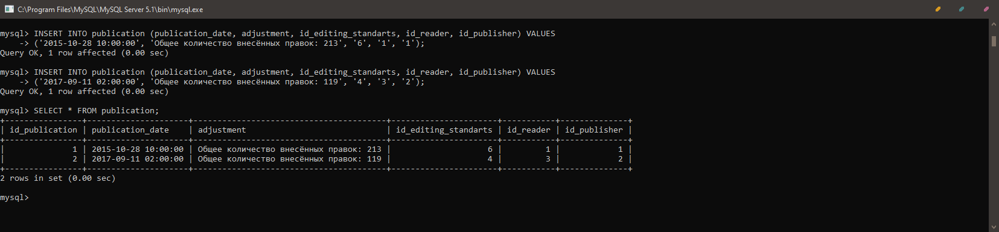 C:\Program Files\MySQL\MySQL Server 5.1\bin\mysql.exe
mysql> INSERT INTO publication (publication_date, adjustment, id_editing_standarts, id_reader, id_publisher) VALUES
    -> ('2015-10-28 10:00:00', 'Общее количество внесённых правок: 213', '6', '1', '1');
Query OK, 1 row affected (0.00 sec)
mysql> INSERT INTO publication (publication_date, adjustment, id_editing_standarts, id_reader, id_publisher) VALUES
    -> ('2017-09-11 02:00:00', 'Общее количество внесённых правок: 119', '4', '3', '2');
Query OK, 1 row affected (0.00 sec)
mysql> SELECT * FROM publication;
+----------------+---------------------+----------------------------------------+----------------------+-----------+--------------+
| id_publication | publication_date    | adjustment                             | id_editing_standarts | id_reader | id_publisher |
+----------------+---------------------+----------------------------------------+----------------------+-----------+--------------+
|              1 | 2015-10-28 10:00:00 | Общее количество внесённых правок: 213 |                    6 |         1 |            1 |
|              2 | 2017-09-11 02:00:00 | Общее количество внесённых правок: 119 |                    4 |         3 |            2 |
+----------------+---------------------+----------------------------------------+----------------------+-----------+--------------+
2 rows in set (0.00 sec)
mysql>